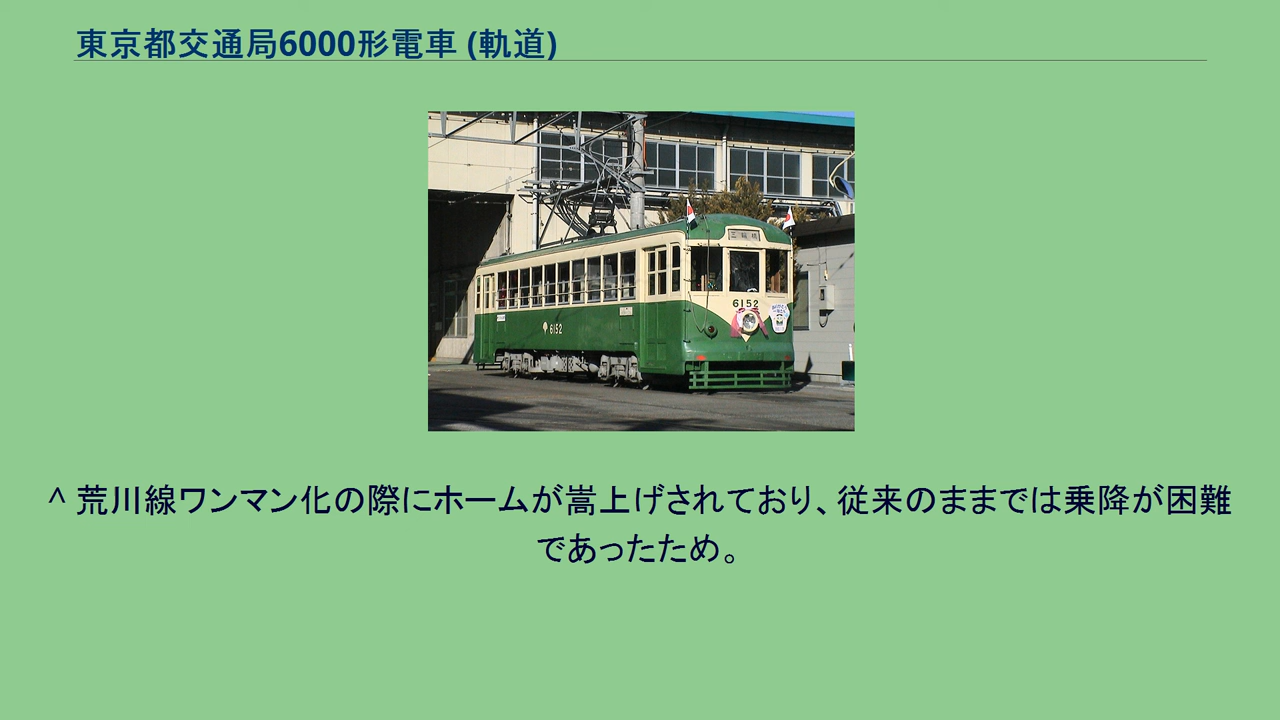 東京都交通局6000形電車 (軌道)
6152
6152
^ 荒川線ワンマン化の際にホームが嵩上げされており、従来のままでは乗降が困難
であったため。